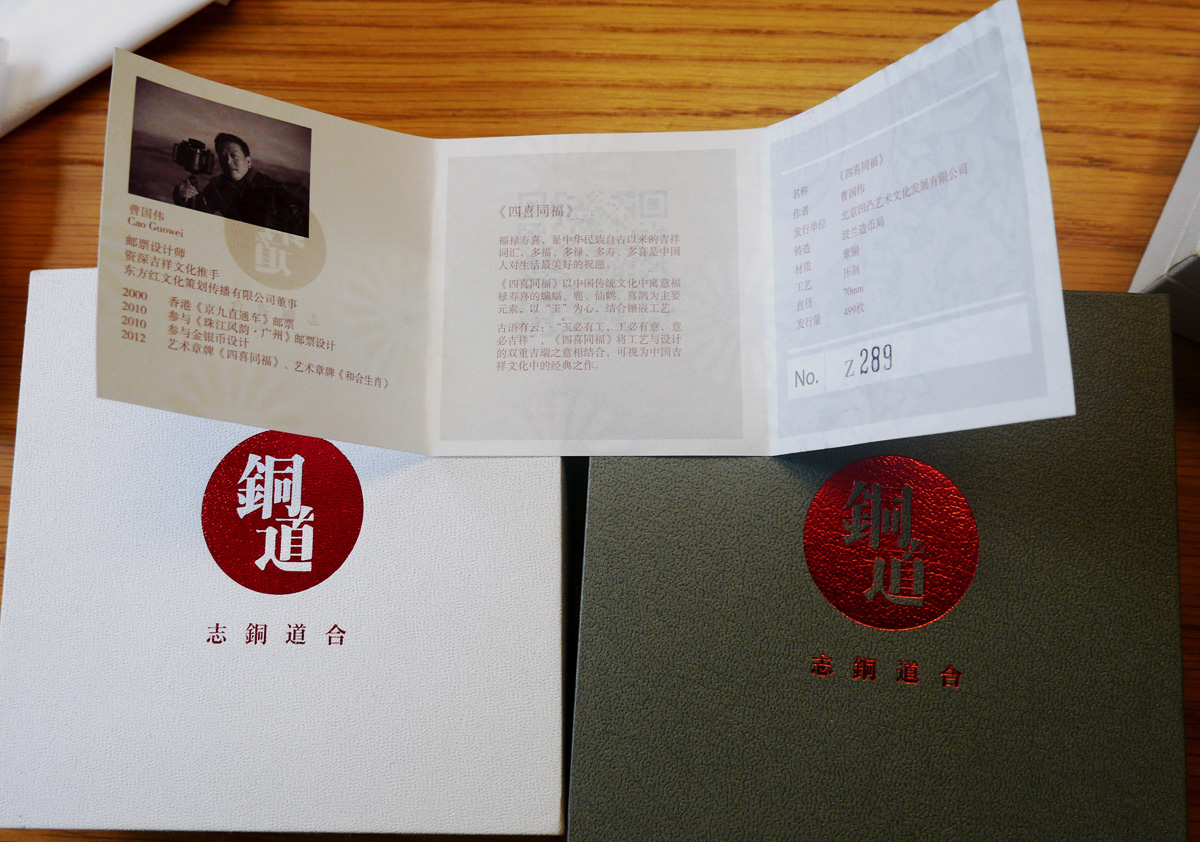 曹国伟
Cao Guowei
邮票设计师
资深吉祥文化推手
东方红文化策划传播有限公司董事
2000 香港《京九直通车》邮票
2010 参与《珠江风韵·广州》邮票设计
2010 参与金银币设计
2012 艺术章牌《四喜同福》、艺术章牌《和合生肖》
《四喜同福》
福禄寿喜，是中华民族自古以来的吉祥
词汇，多福、多禄、多寿、多喜是中国
人对生活最美好的祝愿。
《四喜同福》以中国传统文化中寓意福
禄寿喜的蝙蝠、鹿、仙鹤、喜鹊为主要
元素，以“玉”为心，结合镶嵌工艺。
古语有云：“玉必有工，工必有意，意
必吉祥”，《四喜同福》将工艺与设计
的双重吉瑞之意相结合，可视为中国吉
祥文化中的经典之作。
名称 《四喜同福》
作者 曹国伟
发行单位 北京凹凸艺术文化发展有限公司
铸造 波兰造币局
材质 紫铜
工艺 压制
直径 70mm
发行量 499枚
No. Z289
銅道
志銅道合
銅道
志銅道合